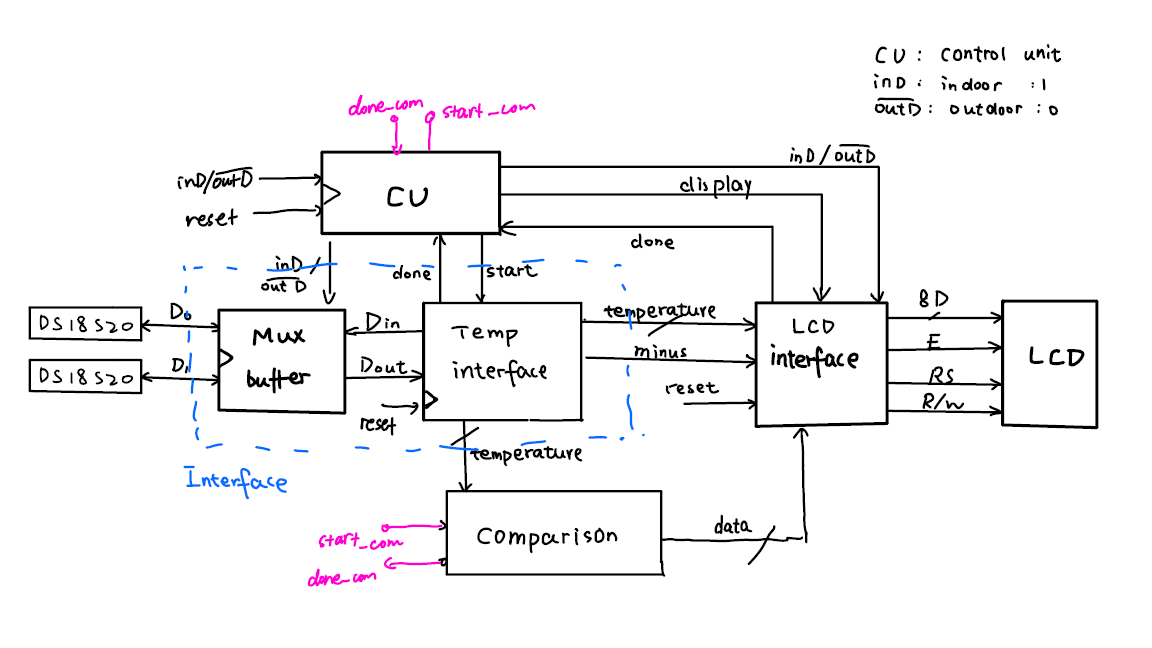 CU : control unit
inD : indoor : 1
outD : outdoor : 0
done_com
start_com
inD/outD
reset
CU
inD/outD
display
done
inD/
outD
done
start
DS18S20
D0
DS18S20
D1
Mux
buffer
Din
Dout
reset
Temp
interface
temperature
minus
reset
LCD
interface
8D
E
RS
R/w
LCD
temperature
Interface
start_com
done_com
Comparison
data